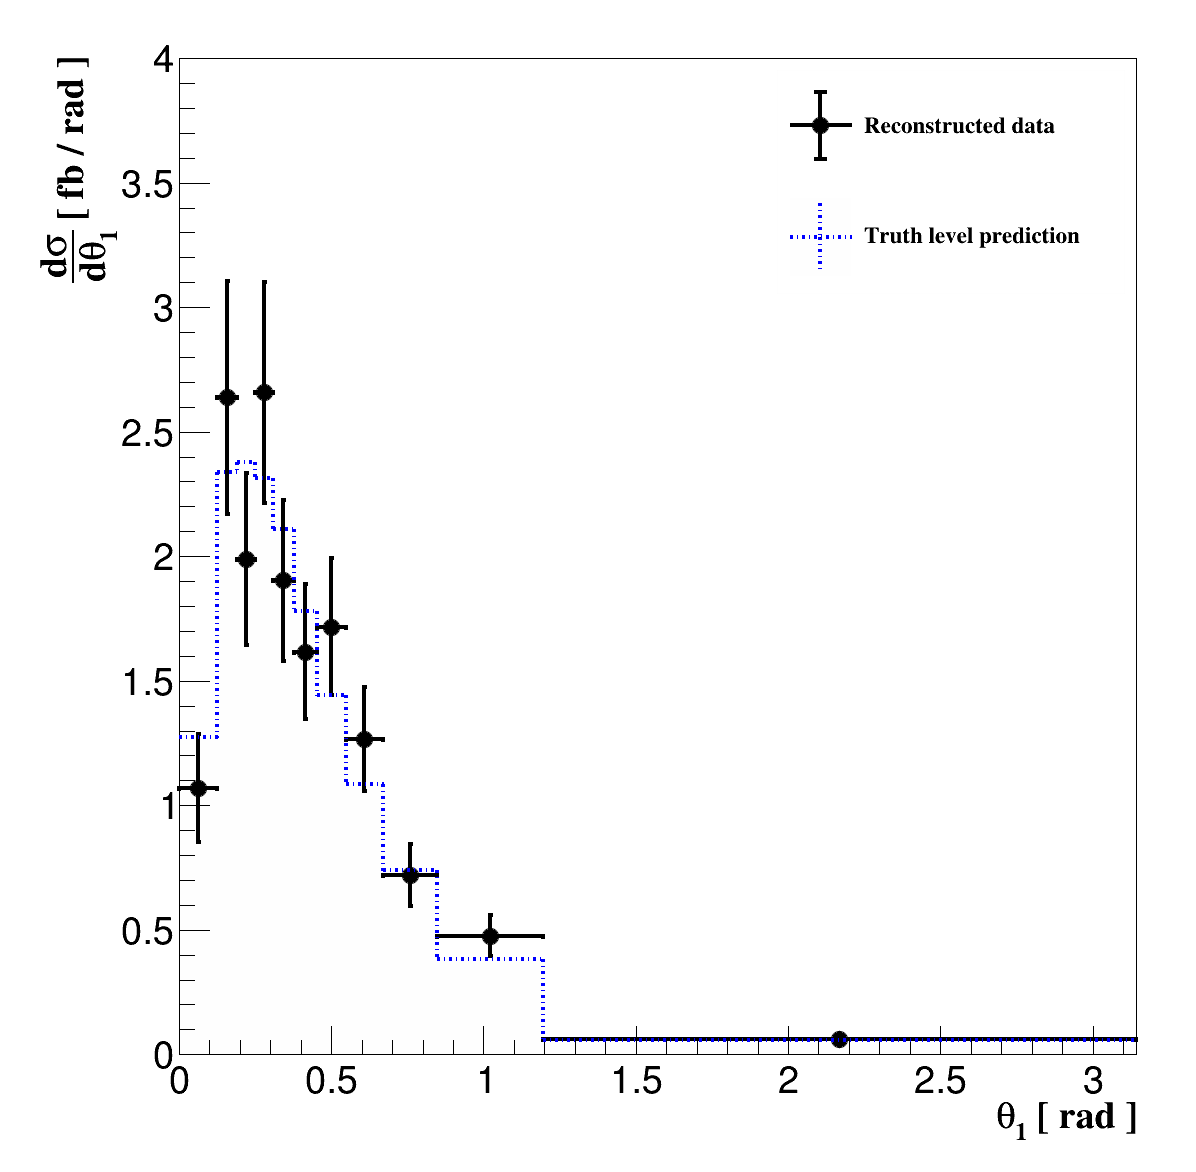 4
3.5
3
2.5
2
1.5
1
0.5
0
0 0.5 1 1.5 2 2.5 3
dσ
dθ1 [ fb / rad ]
θ1 [ rad ]
Reconstructed data
Truth level prediction